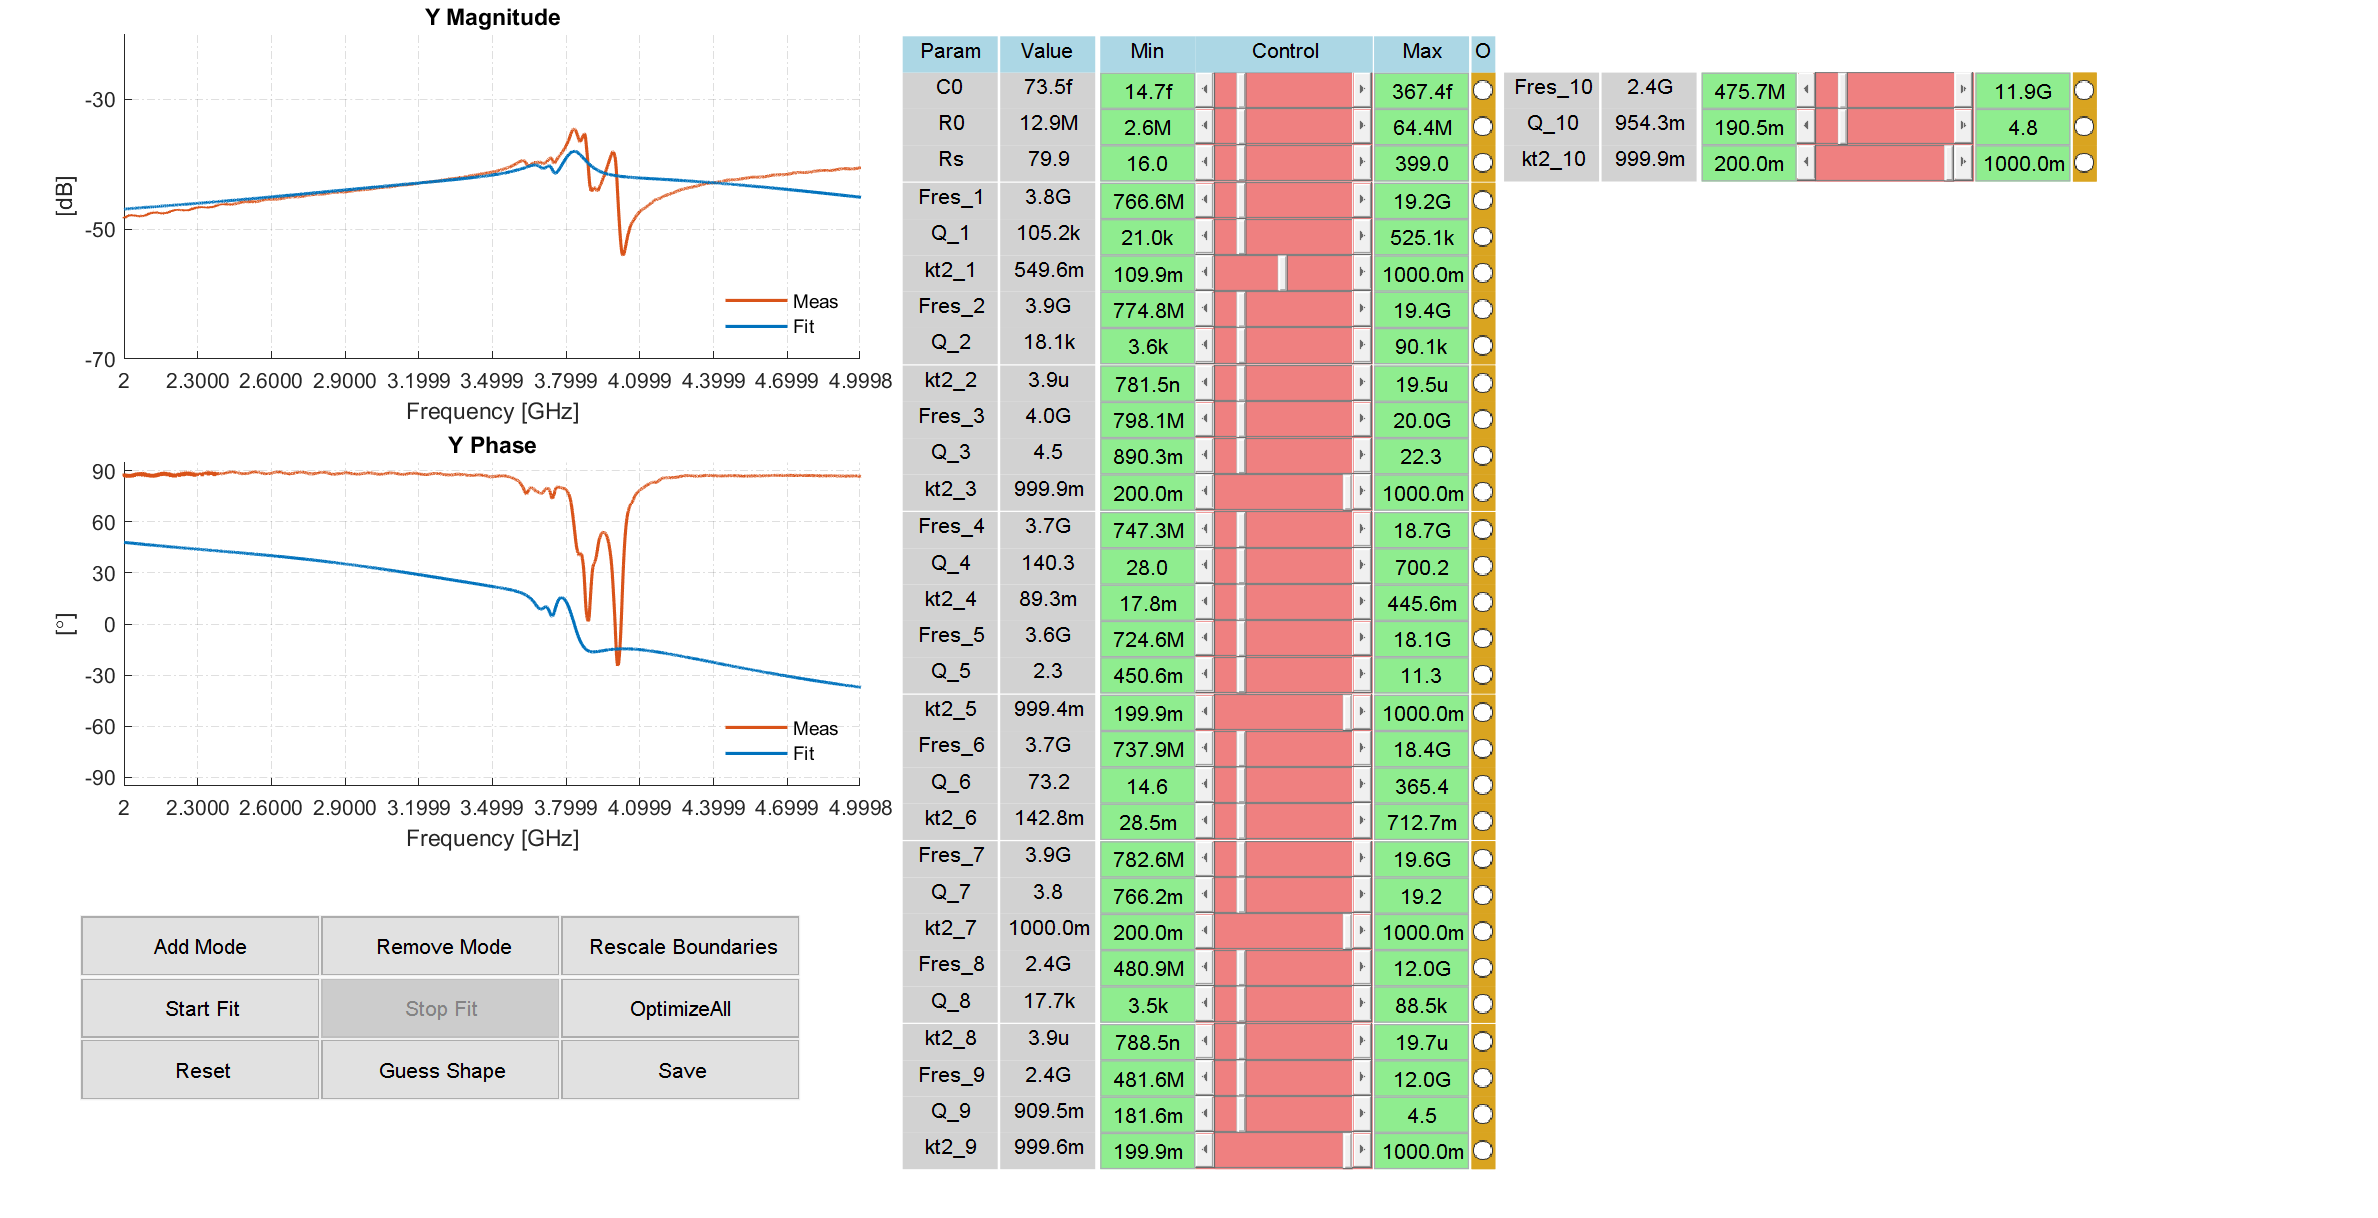 Y Magnitude
-30
-50
-70
[dB]
2 2.3000 2.6000 2.9000 3.1999 3.4999 3.7999 4.0999 4.3999 4.6999 4.9998
Frequency [GHz]
Meas
Fit
Y Phase
90
60
30
0
-30
-60
-90
[°]
2 2.3000 2.6000 2.9000 3.1999 3.4999 3.7999 4.0999 4.3999 4.6999 4.9998
Frequency [GHz]
Meas
Fit
Add Mode Remove Mode Rescale Boundaries
Start Fit Stop Fit OptimizeAll
Reset Guess Shape Save
Param Value Min Control Max O
C0 73.5f 14.7f 367.4f
R0 12.9M 2.6M 64.4M
Rs 79.9 16.0 399.0
Fres_1 3.8G 766.6M 19.2G
Q_1 105.2k 21.0k 525.1k
kt2_1 549.6m 109.9m 1000.0m
Fres_2 3.9G 774.8M 19.4G
Q_2 18.1k 3.6k 90.1k
kt2_2 3.9u 781.5n 19.5u
Fres_3 4.0G 798.1M 20.0G
Q_3 4.5 890.3m 22.3
kt2_3 999.9m 200.0m 1000.0m
Fres_4 3.7G 747.3M 18.7G
Q_4 140.3 28.0 700.2
kt2_4 89.3m 17.8m 445.6m
Fres_5 3.6G 724.6M 18.1G
Q_5 2.3 450.6m 11.3
kt2_5 999.4m 199.9m 1000.0m
Fres_6 3.7G 737.9M 18.4G
Q_6 73.2 14.6 365.4
kt2_6 142.8m 28.5m 712.7m
Fres_7 3.9G 782.6M 19.6G
Q_7 3.8 766.2m 19.2
kt2_7 1000.0m 200.0m 1000.0m
Fres_8 2.4G 480.9M 12.0G
Q_8 17.7k 3.5k 88.5k
kt2_8 3.9u 788.5n 19.7u
Fres_9 2.4G 481.6M 12.0G
Q_9 909.5m 181.6m 4.5
kt2_9 999.6m 199.9m 1000.0m
Fres_10 2.4G 475.7M 11.9G
Q_10 954.3m 190.5m 4.8
kt2_10 999.9m 200.0m 1000.0m